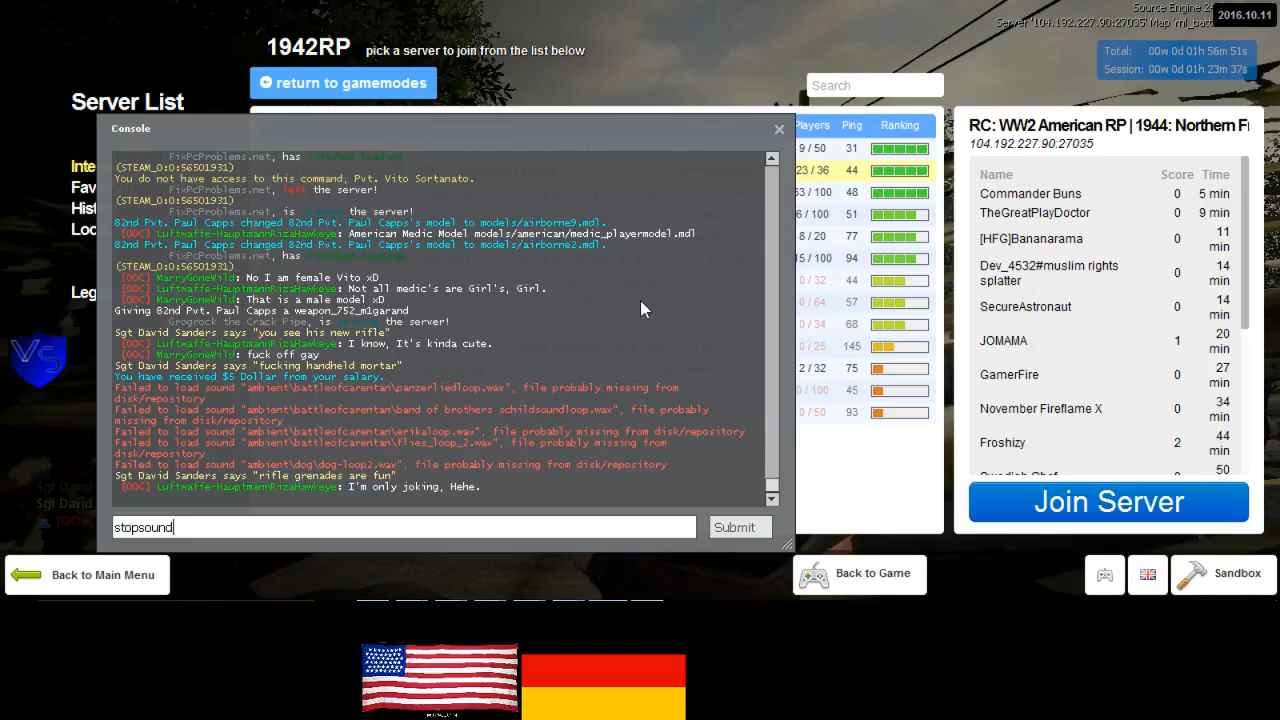 Source Engine
2016.10.11
Server '104.192.227.90:27035' Map 'ml_bat
1942RP pick a server to join from the list below
Total: 00w 0d 01h 56m 51s
Session: 00w 0d 01h 23m 37s
return to gamemodes
Search
Server List
Console
FixPcProblems.net, has finished loading.
(STEAM_0:0:56501931)
You do not have access to this command, Pvt. Vito Sortanato.
FixPcProblems.net, left the server!
(STEAM_0:0:56501931)
FixPcProblems.net, is the server!
82nd Pvt. Paul Capps changed 82nd Pvt. Paul Capps's model to models/airborne9.mdl.
Luftwaffe-HauptmannRizaHawkeye: American Medic Model models/american/medic_playermodel.mdl
82nd Pvt. Paul Capps changed 82nd Pvt. Paul Capps's model to models/airborne2.mdl.
FixPcProblems.net, has finished loading.
(STEAM_0:0:56501931)
[OOC] MarryGoneWild: No I am female Vito xD
[OOC] Luftwaffe-HauptmannRizaHawkeye: Not all medic's are Girl's, Girl.
[OOC] MarryGoneWild: That is a male model xD
Giving 82nd Pvt. Paul Capps a weapon_752_m1garand
Grogrock the Crack Pipe, is the server!
Sgt David Sanders says "you see his new rifle"
[OOC] Luftwaffe-HauptmannRizaHawkeye: I know, It's kinda cute.
[OOC] MarryGoneWild: fuck off gay
Sgt David Sanders says "fucking handheld mortar"
You have received $5 Dollar from your salary.
Failed to load sound "ambient\battleofcarentan\panzerliedloop.wav", file probably missing from
disk/repository
Failed to load sound "ambient\battleofcarentan\band of brothers schildsoundloop.wav", file probably
missing from disk/repository
Failed to load sound "ambient\battleofcarentan\erikaloop.wav", file probably missing from disk/repository
Failed to load sound "ambient\battleofcarentan\flies_loop_2.wav", file probably missing from
disk/repository
Failed to load sound "ambient\dog\dog-loop2.wav", file probably missing from disk/repository
Sgt David Sanders says "rifle grenades are fun"
[OOC] Luftwaffe-HauptmannRizaHawkeye: I'm only joking, Hehe.
stopsound
Submit
Inte
Fav
Hist
Loc
Leg
Players Ping Ranking
9 / 50 31
23 / 36 44
63 / 100 48
6 / 100 51
8 / 20 77
5 / 100 94
0 / 32 44
0 / 64 57
0 / 34 68
0 / 25 145
2 / 32 75
0 / 100 45
0 / 50 93
RC: WW2 American RP | 1944: Northern Fr
104.192.227.90:27035
Name Score Time
Commander Buns 0 5 min
TheGreatPlayDoctor 0 9 min
[HFG]Bananarama 0 11 min
Dev_4532#muslim rights splatter 0 14 min
SecureAstronaut 0 14 min
JOMAMA 1 20 min
GamerFire 0 27 min
November Fireflame X 0 34 min
Froshizy 2 44 min
Swedish Chef 50
Join Server
VS
Sgt David
Sgt David
Back to Main Menu
Back to Game
Sandbox